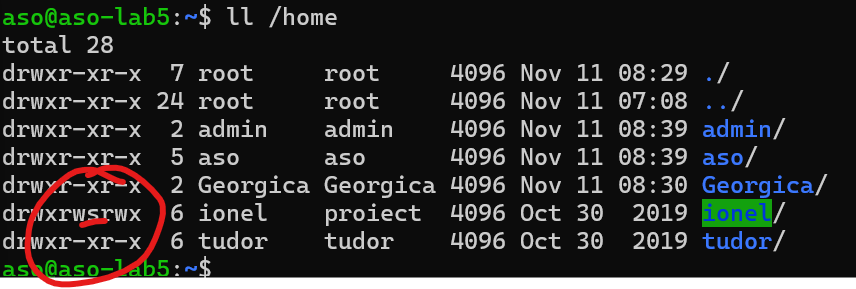 aso@aso-lab5:~$ ll /home
total 28
drwxr-xr-x  7 root     root     4096 Nov 11 08:29 ./
drwxr-xr-x 24 root     root     4096 Nov 11 07:08 ../
drwxr-xr-x  2 admin    admin    4096 Nov 11 08:39 admin/
drwxr-xr-x  5 aso      aso      4096 Nov 11 08:39 aso/
drwxr-xr-x  2 Georgica Georgica 4096 Nov 11 08:30 Georgica/
drwxrwsrwx  6 ionel    proiect  4096 Oct 30  2019 ionel/
drwxr-xr-x  6 tudor    tudor    4096 Oct 30  2019 tudor/
aso@aso-lab5:~$